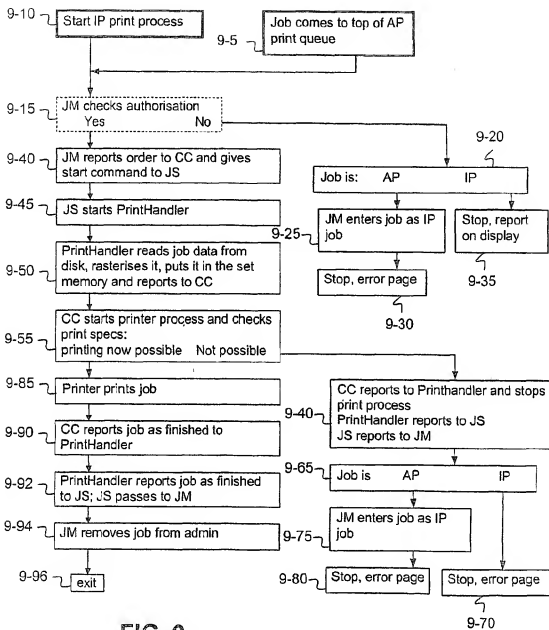 9-10
Start IP print process
Job comes to top of AP
print queue
9-5
9-15
JM checks authorisation
Yes No
9-20
9-40
JM reports order to CC and gives
start command to JS
Job is: AP IP
9-45
JS starts PrintHandler
9-25
JM enters job as IP
job
Stop, report
on display
9-35
9-50
PrintHandler reads job data from
disk, rasterises it, puts it in the set
memory and reports to CC
Stop, error page
9-30
9-55
CC starts printer process and checks
print specs:
printing now possible Not possible
9-85
Printer prints job
9-40
CC reports to Printhandler and stops
print process
PrintHandler reports to JS
JS reports to JM
9-90
CC reports job as finished to
PrintHandler
9-65
Job is AP IP
9-92
PrintHandler reports job as finished
to JS; JS passes to JM
9-75
JM enters job as IP
job
9-94
JM removes job from admin
9-96
exit
9-80
Stop, error page
Stop, error page
9-70